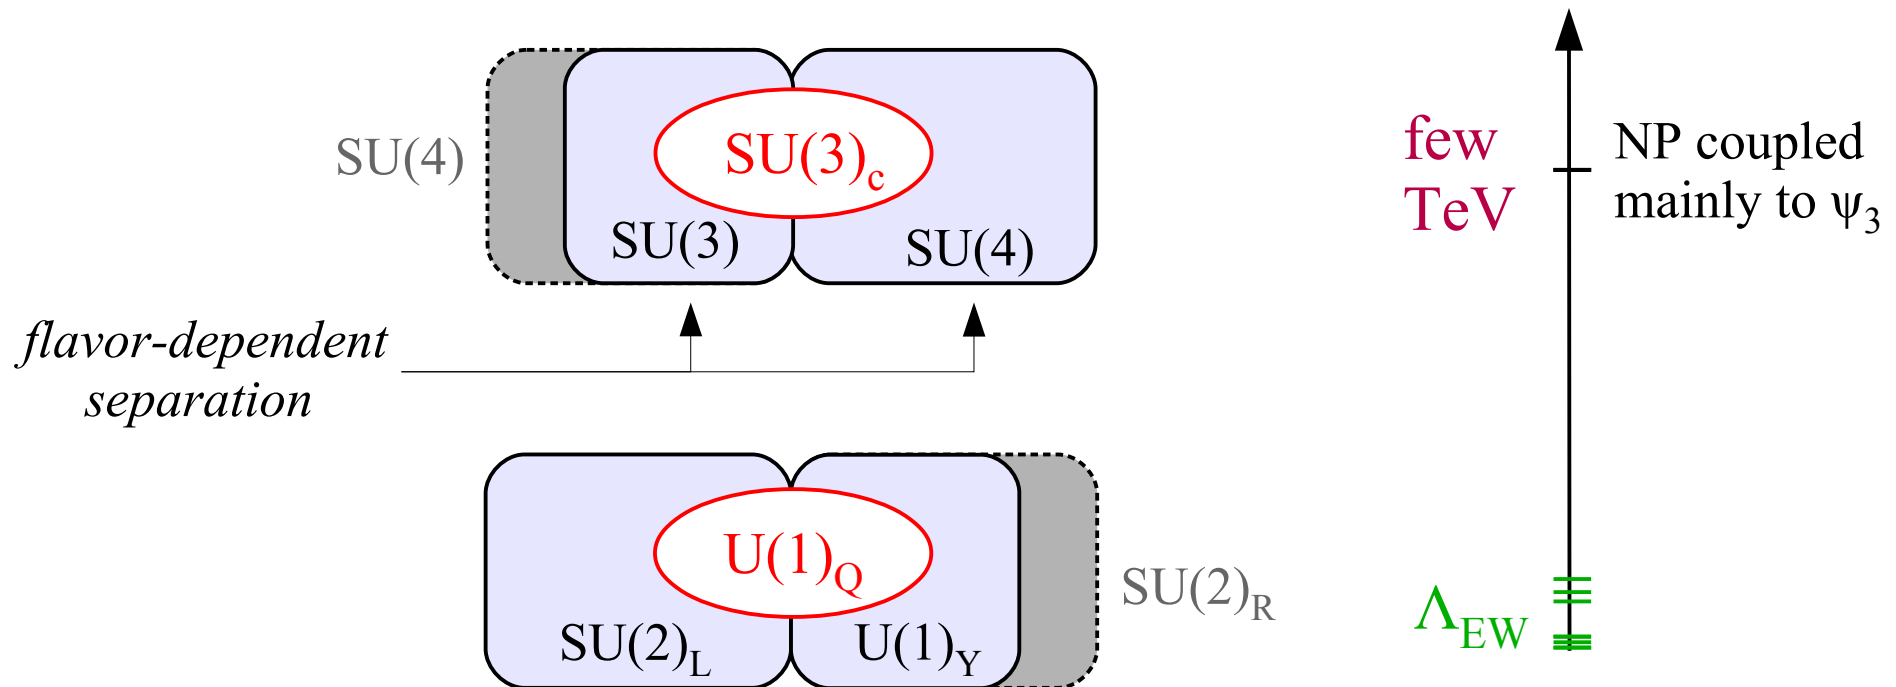 SU(4)
SU(3)c
SU(3)
SU(4)
few
TeV
NP coupled
mainly to ψ3
flavor-dependent
separation
U(1)Q
SU(2)L
U(1)Y
SU(2)R
ΛEW